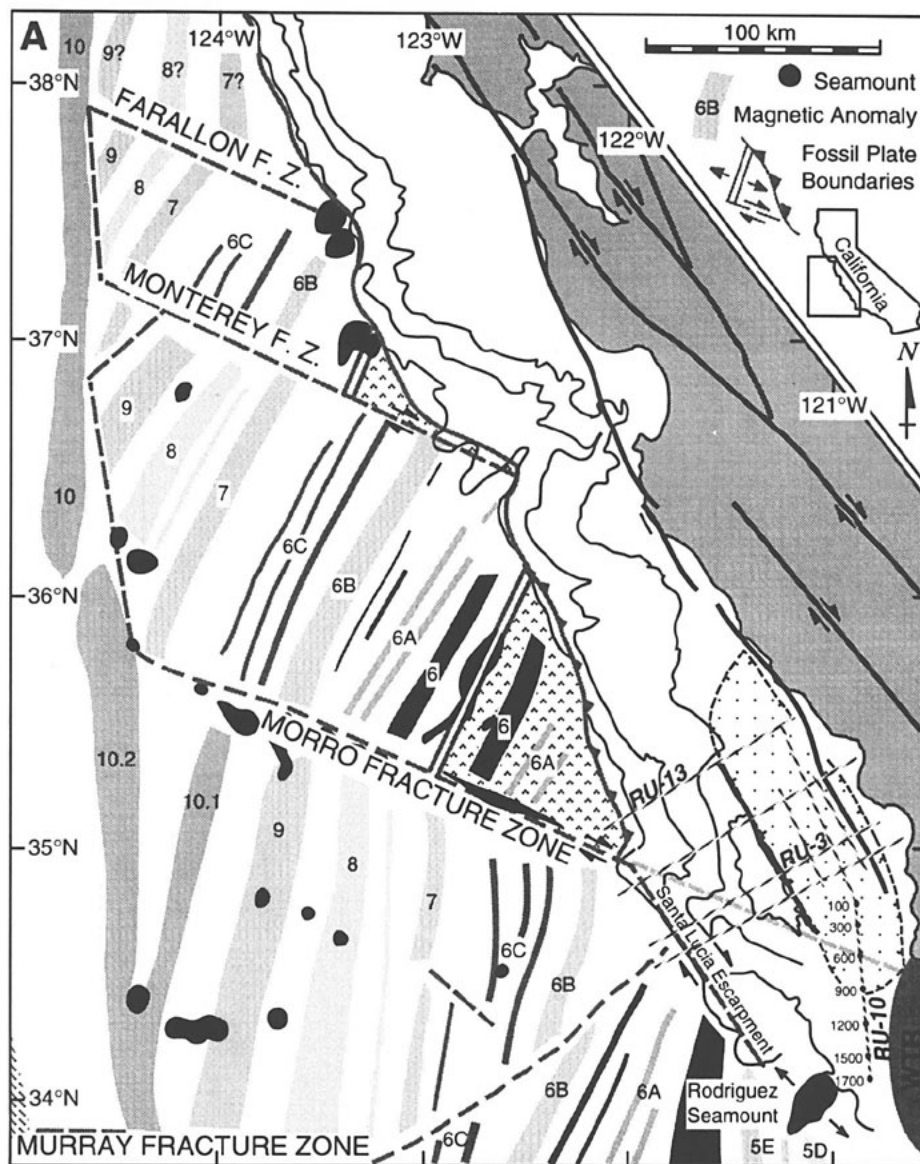 A
10
9?
8?
7?
124°W
123°W
100 km
38°N
Seamount
6B
Magnetic Anomaly
122°W
Fossil Plate
Boundaries
FARALLON F. Z.
9
8
7
6C
6B
California
MONTEREY F. Z.
37°N
10
N
121°W
9
8
7
10
6C
36°N
6B
6A
6
6
6A
MORRO FRACTURE ZONE
10.2
10.1
RU-13
RU-3
35°N
9
8
7
100
300
600
900
1200
1500
1700
RU-10
WTR
Santa Lucia Escarpment
6C
6B
34°N
6B
6A
Rodriguez
Seamount
6C
5E
5D
MURRAY FRACTURE ZONE